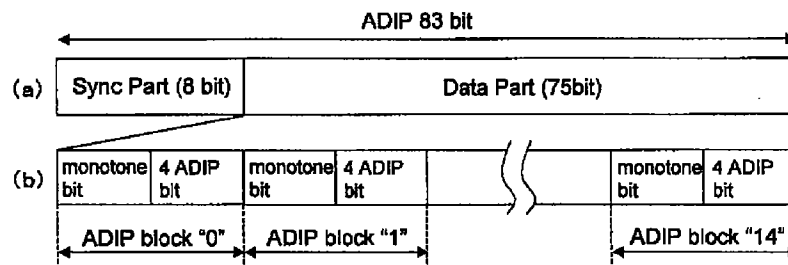 ADIP 83 bit
(a) Sync Part (8 bit) Data Part (75bit)
(b) monotone bit 4 ADIP bit monotone bit 4 ADIP bit monotone bit 4 ADIP bit
ADIP block "0" ADIP block "1" ADIP block "14"